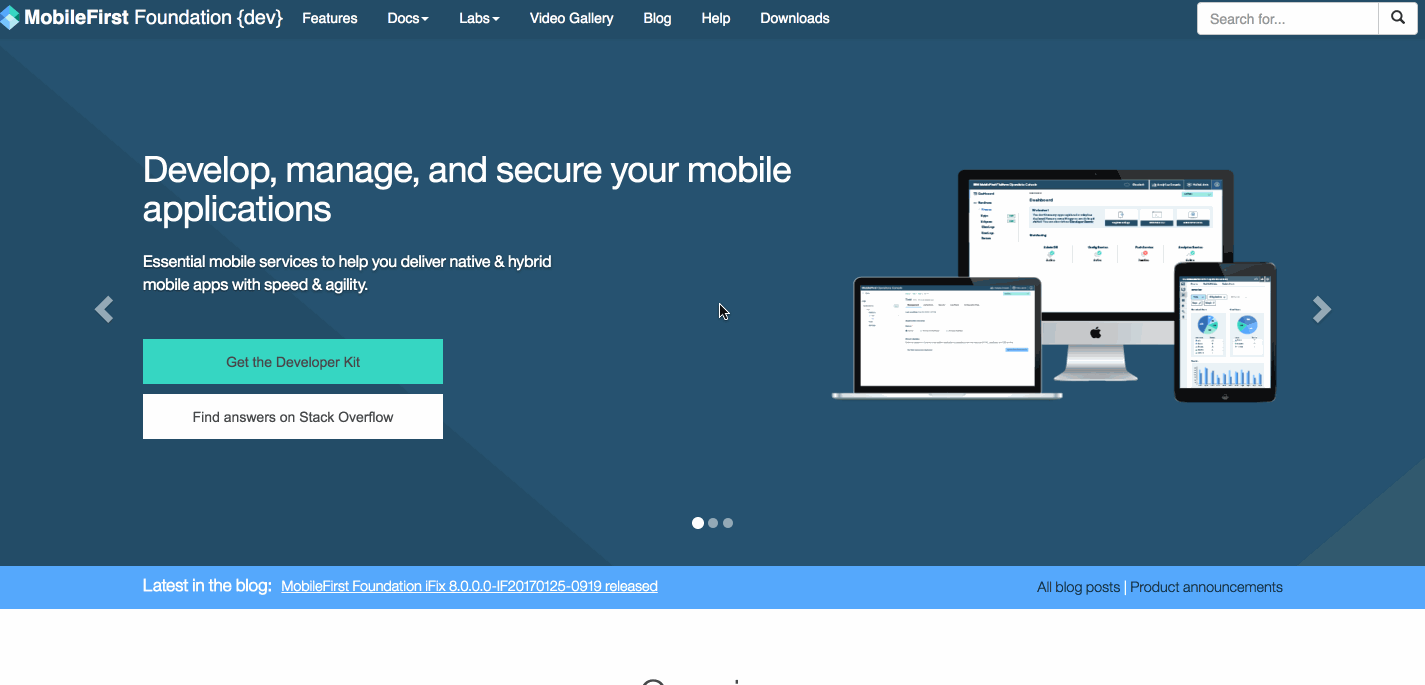 MobileFirst Foundation {dev} Features Docs Labs Video Gallery Blog Help Downloads Search for...
Develop, manage, and secure your mobile
applications
Essential mobile services to help you deliver native & hybrid
mobile apps with speed & agility.
Get the Developer Kit
Find answers on Stack Overflow
Dashboard
Latest in the blog: MobileFirst Foundation iFix 8.0.0.0-IF20170125-0919 released All blog posts | Product announcements